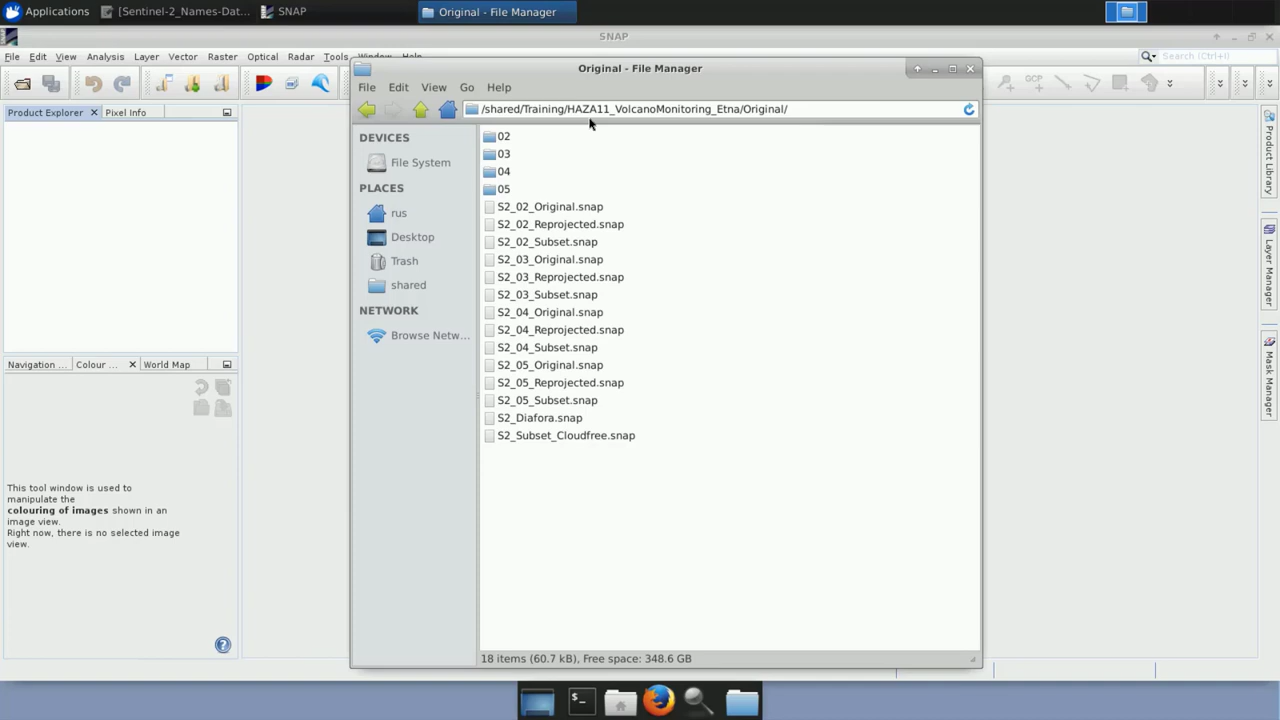 Applications
[Sentinel-2_Names-Dat...
SNAP
Original - File Manager
SNAP
File Edit View Analysis Layer Vector Raster Optical Radar Tools Window Help
Search (Ctrl+I)
GCP
Product Explorer
Pixel Info
Original - File Manager
File Edit View Go Help
/shared/Training/HAZA11_VolcanoMonitoring_Etna/Original/
DEVICES
File System
PLACES
rus
Desktop
Trash
shared
NETWORK
Browse Netw...
02
03
04
05
S2_02_Original.snap
S2_02_Reprojected.snap
S2_02_Subset.snap
S2_03_Original.snap
S2_03_Reprojected.snap
S2_03_Subset.snap
S2_04_Original.snap
S2_04_Reprojected.snap
S2_04_Subset.snap
S2_05_Original.snap
S2_05_Reprojected.snap
S2_05_Subset.snap
S2_Diafora.snap
S2_Subset_Cloudfree.snap
18 items (60.7 kB), Free space: 348.6 GB
Navigation ...
Colour ...
World Map
This tool window is used to
manipulate the
colouring of images shown in an
image view.
Right now, there is no selected image
view.
Product Library
Layer Manager
Mask Manager